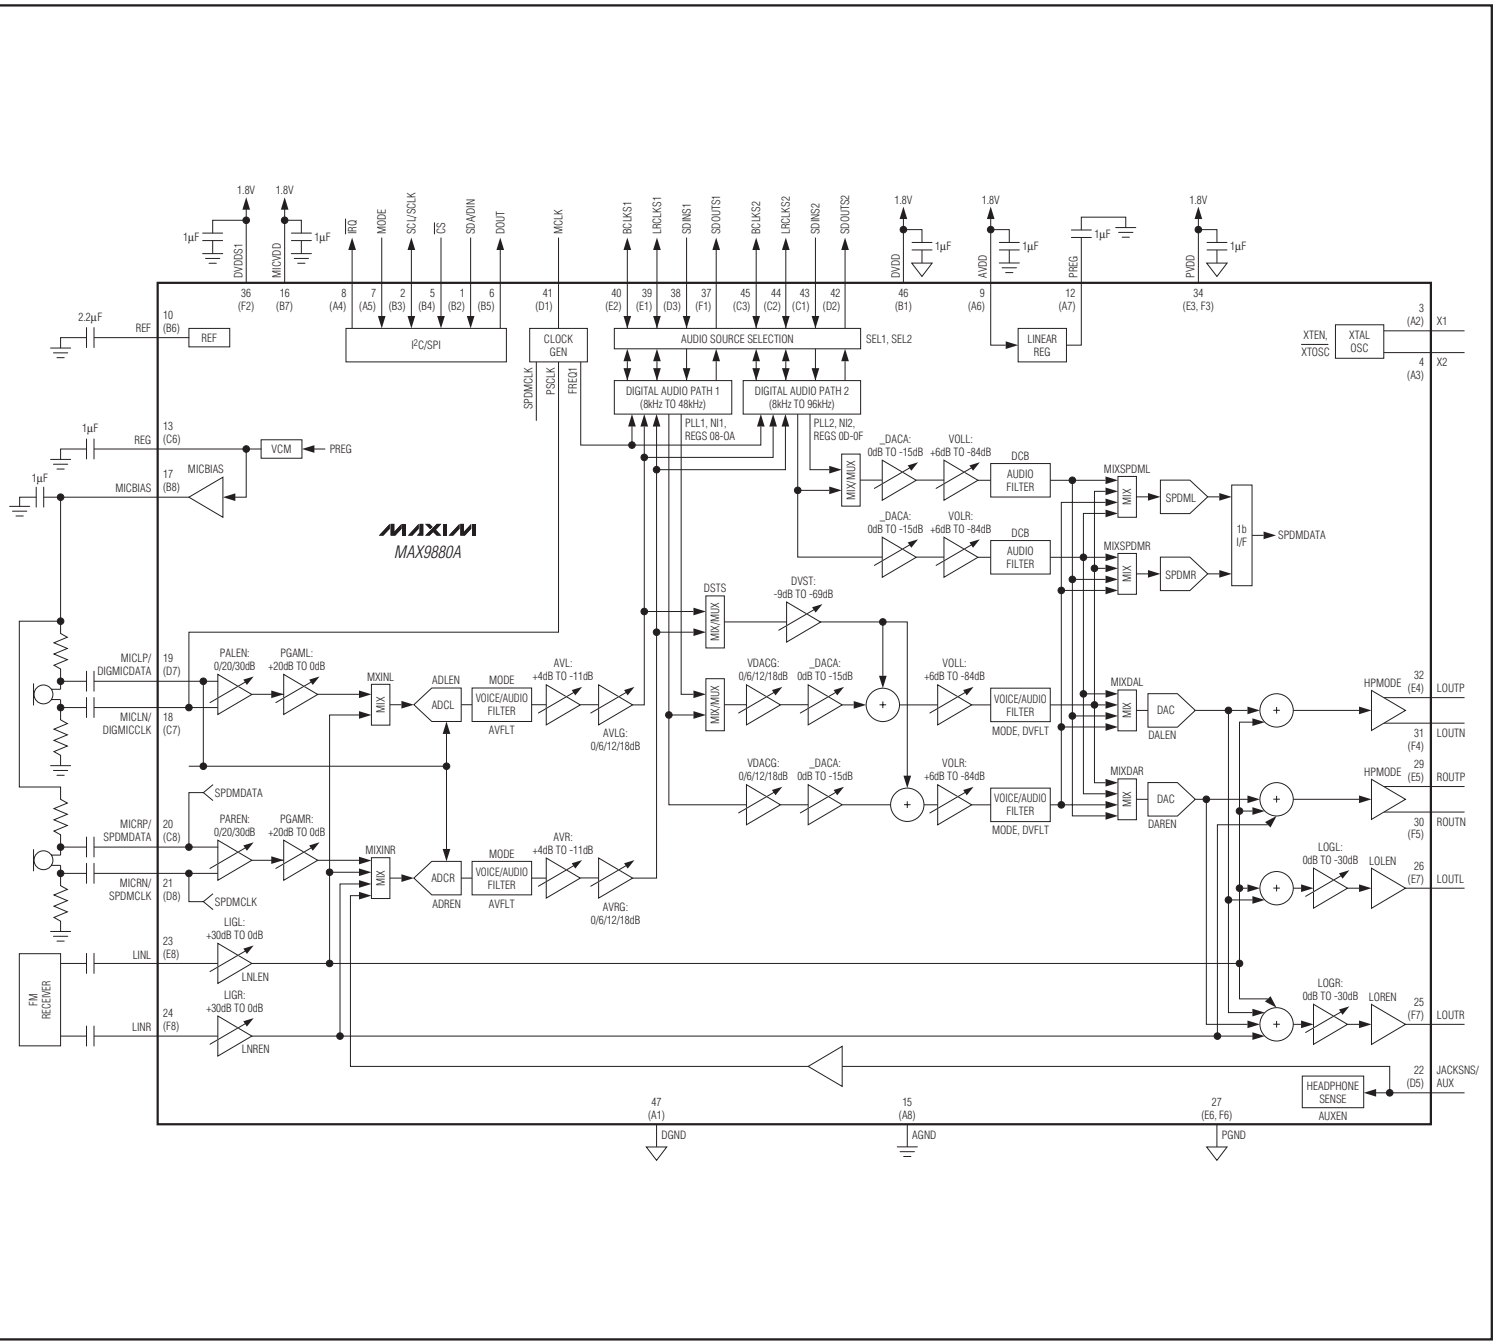 1.8V
1.8V
1.8V
1.8V
1.8V
1µF
1µF
1µF
1µF
1µF
1µF
DVDDS1
MICVDD
IRQ
MODE
SCL/SCLK
CS
SDA/DIN
DOUT
MCLK
BCLKS1
LRCLKS1
SDINS1
SDOUTS1
BCLKS2
LRCLKS2
SDINS2
SDOUTS2
DVDD
AVDD
PREG
PVDD
36
(F2)
16
(B7)
8
(A4)
7
(A5)
2
(B3)
5
(B4)
1
(B2)
6
(B5)
41
(D1)
40
(E2)
39
(E1)
38
(D3)
37
(F1)
45
(C3)
44
(C2)
43
(C1)
42
(D2)
46
(B1)
9
(A6)
12
(A7)
34
(E3, F3)
3
(A2)
X1
4
(A3)
X2
2.2µF
REF
10
(B6)
REF
I²C/SPI
CLOCK
GEN
SPDMCLK
PSCLK
FREQ1
AUDIO SOURCE SELECTION
SEL1, SEL2
LINEAR
REG
XTEN,
XTOSC
XTAL
OSC
DIGITAL AUDIO PATH 1
(8kHz TO 48kHz)
DIGITAL AUDIO PATH 2
(8kHz TO 96kHz)
PLL1, NI1,
REGS 08-0A
PLL2, NI2,
REGS 0D-0F
1µF
REG
13
(C6)
VCM
PREG
1µF
MICBIAS
17
(B8)
MICBIAS
MAXIM
MAX9880A
MIX/MUX
_DACA:
0dB TO -15dB
VOLL:
+6dB TO -84dB
DCB
AUDIO
FILTER
MIXSPDML
MIX
SPDML
_DACA:
0dB TO -15dB
VOLR:
+6dB TO -84dB
DCB
AUDIO
FILTER
MIXSPDMR
MIX
SPDMR
1b
I/F
SPDMDATA
DSTS
MIX/MUX
DVST:
-9dB TO -69dB
MICLP/
DIGMICDATA
19
(D7)
MICLN/
DIGMICCLK
18
(C7)
PALEN:
0/20/30dB
PGAML:
+20dB TO 0dB
MXINL
MIX
ADLEN
ADCL
MODE
VOICE/AUDIO
FILTER
AVFLT
AVL:
+4dB TO -11dB
AVLG:
0/6/12/18dB
MIX/MUX
VDACG:
0/6/12/18dB
_DACA:
0dB TO -15dB
+
VOLL:
+6dB TO -84dB
VOICE/AUDIO
FILTER
MODE, DVFLT
MIXDAL
MIX
DAC
DALEN
+
HPMODE
32
(E4)
LOUTP
31
(F4)
LOUTN
VDACG:
0/6/12/18dB
_DACA:
0dB TO -15dB
+
VOLR:
+6dB TO -84dB
VOICE/AUDIO
FILTER
MODE, DVFLT
MIXDAR
MIX
DAC
DAREN
+
HPMODE
29
(E5)
ROUTP
30
(F5)
ROUTN
SPDMDATA
MICRP/
SPDMDATA
20
(C8)
MICRN/
SPDMCLK
21
(D8)
PAREN:
0/20/30dB
PGAMR:
+20dB TO 0dB
SPDMCLK
MIXINR
MIX
ADCR
ADREN
MODE
VOICE/AUDIO
FILTER
AVFLT
AVR:
+4dB TO -11dB
AVRG:
0/6/12/18dB
+
LOGL:
0dB TO -30dB
LOLEN
26
(E7)
LOUTL
FM
RECEIVER
LINL
23
(E8)
LIGL:
+30dB TO 0dB
LNLEN
LINR
24
(F8)
LIGR:
+30dB TO 0dB
LNREN
+
LOGR:
0dB TO -30dB
LOREN
25
(F7)
LOUTR
HEADPHONE
SENSE
AUXEN
22
(D5)
JACKSNS/
AUX
47
(A1)
DGND
15
(A8)
AGND
27
(E6, F6)
PGND